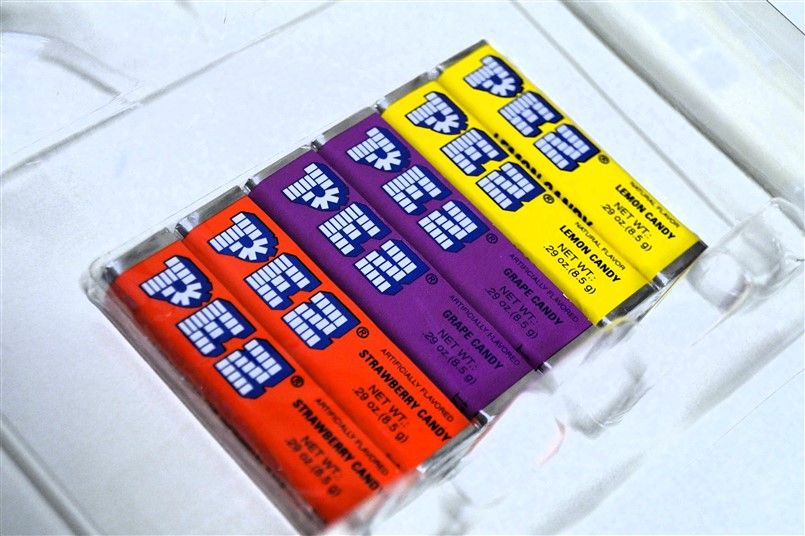 PEZ®
ARTIFICIALLY FLAVORED
STRAWBERRY CANDY
NET WT.:
.29 oz.(8.5 g)
PEZ®
ARTIFICIALLY FLAVORED
STRAWBERRY CANDY
NET WT.:
.29 oz.(8.5 g)
PEZ®
ARTIFICIALLY FLAVORED
GRAPE CANDY
NET WT.:
.29 oz.(8.5 g)
PEZ®
ARTIFICIALLY FLAVORED
GRAPE CANDY
NET WT.:
.29 oz.(8.5 g)
PEZ®
NATURAL FLAVOR
LEMON CANDY
NET WT.:
.29 oz.(8.5 g)
LEMON CANDY
PEZ®
NATURAL FLAVOR
LEMON CANDY
NET WT.:
.29 oz.(8.5 g)